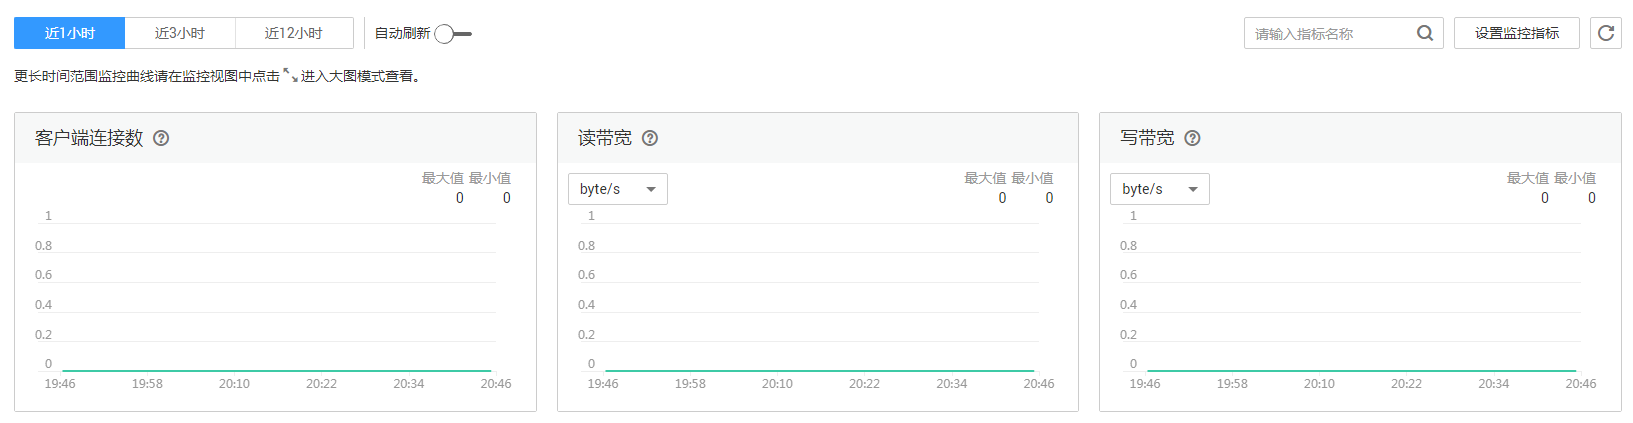 近1小时 近3小时 近12小时 自动刷新 请输入指标名称 设置监控指标
更长时间范围监控曲线请在监控视图中点击 进入大图模式查看。
客户端连接数
最大值 最小值
0 0
1
0.8
0.6
0.4
0.2
0
19:46 19:58 20:10 20:22 20:34 20:46
读带宽
byte/s
最大值 最小值
0 0
1
0.8
0.6
0.4
0.2
0
19:46 19:58 20:10 20:22 20:34 20:46
写带宽
byte/s
最大值 最小值
0 0
1
0.8
0.6
0.4
0.2
0
19:46 19:58 20:10 20:22 20:34 20:46